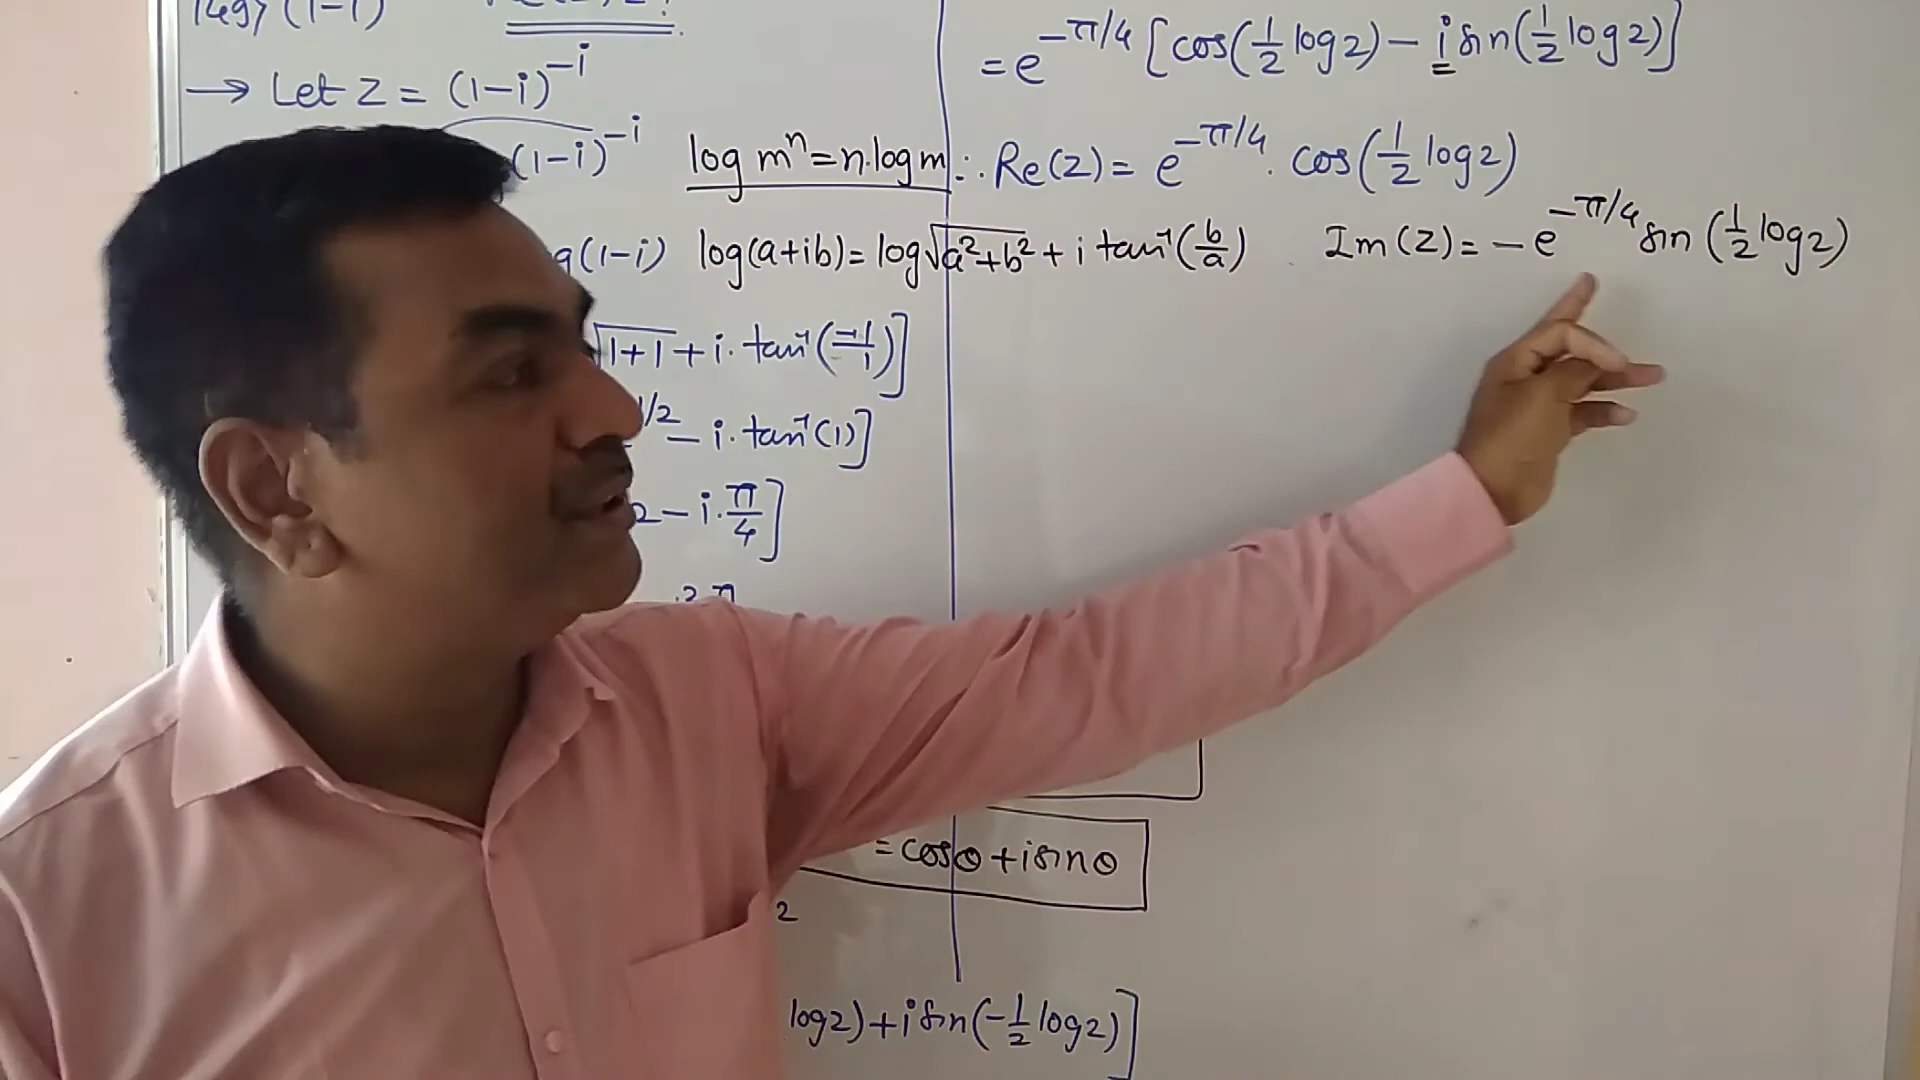 (1-i)
→ Let Z = (1-i)^{-i}
(1-i)^{-i}
log m^n = n.log m
(1-i) log(a+ib) = log√(a²+b²) + i tan⁻¹(b/a)
√(1+1) + i. tan⁻¹(-1/1)]
1/2 - i. tan⁻¹(1)]
2 - i. π/4]
= cosθ + i sinθ
2
log2) + i sin(-1/2 log2)]
= e^{-π/4} [cos(1/2 log2) - i sin(1/2 log2)]
∴ Re(Z) = e^{-π/4} . cos(1/2 log2)
Im(Z) = -e^{-π/4} sin(1/2 log2)